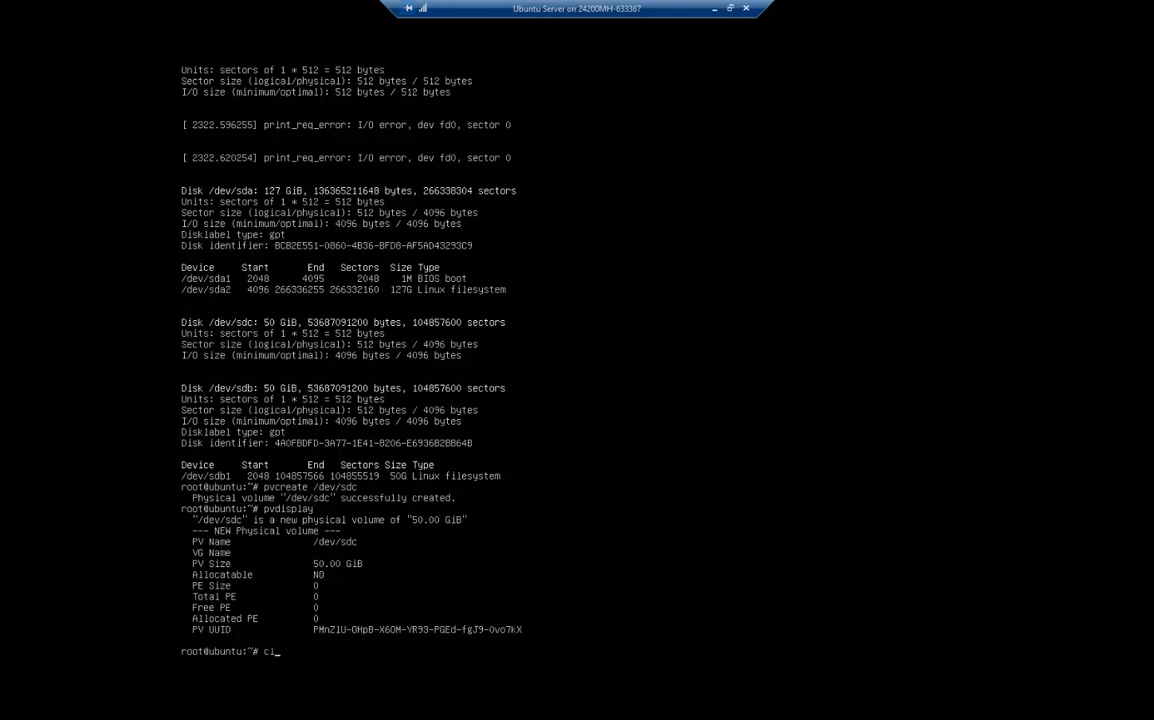 Ubuntu Server on 24200MH-633367
Units: sectors of 1 * 512 = 512 bytes
Sector size (logical/physical): 512 bytes / 512 bytes
I/O size (minimum/optimal): 512 bytes / 512 bytes
[ 2322.596255] print_req_error: I/O error, dev fd0, sector 0
[ 2322.620254] print_req_error: I/O error, dev fd0, sector 0
Disk /dev/sda: 127 GiB, 136365211648 bytes, 266338304 sectors
Units: sectors of 1 * 512 = 512 bytes
Sector size (logical/physical): 512 bytes / 4096 bytes
I/O size (minimum/optimal): 4096 bytes / 4096 bytes
Disklabel type: gpt
Disk identifier: BCB2E551-0860-4B36-BFD8-AF5AD43293C9
Device Start End Sectors Size Type
/dev/sda1 2048 4095 2048 1M BIOS boot
/dev/sda2 4096 266336255 266332160 127G Linux filesystem
Disk /dev/sdc: 50 GiB, 53687091200 bytes, 104857600 sectors
Units: sectors of 1 * 512 = 512 bytes
Sector size (logical/physical): 512 bytes / 4096 bytes
I/O size (minimum/optimal): 4096 bytes / 4096 bytes
Disk /dev/sdb: 50 GiB, 53687091200 bytes, 104857600 sectors
Units: sectors of 1 * 512 = 512 bytes
Sector size (logical/physical): 512 bytes / 4096 bytes
I/O size (minimum/optimal): 4096 bytes / 4096 bytes
Disklabel type: gpt
Disk identifier: 4A0FBDFD-3A77-1E41-8206-E6936B2BB64B
Device Start End Sectors Size Type
/dev/sdb1 2048 104857566 104855519 50G Linux filesystem
root@ubuntu:~# pvcreate /dev/sdc
Physical volume "/dev/sdc" successfully created.
root@ubuntu:~# pvdisplay
"/dev/sdc" is a new physical volume of "50.00 GiB"
--- NEW Physical volume ---
PV Name /dev/sdc
VG Name
PV Size 50.00 GiB
Allocatable NO
PE Size 0
Total PE 0
Free PE 0
Allocated PE 0
PV UUID PMnZlU-OHpB-X6OM-YR93-PGEd-fgJ9-0vo7kX
root@ubuntu:~# cl_